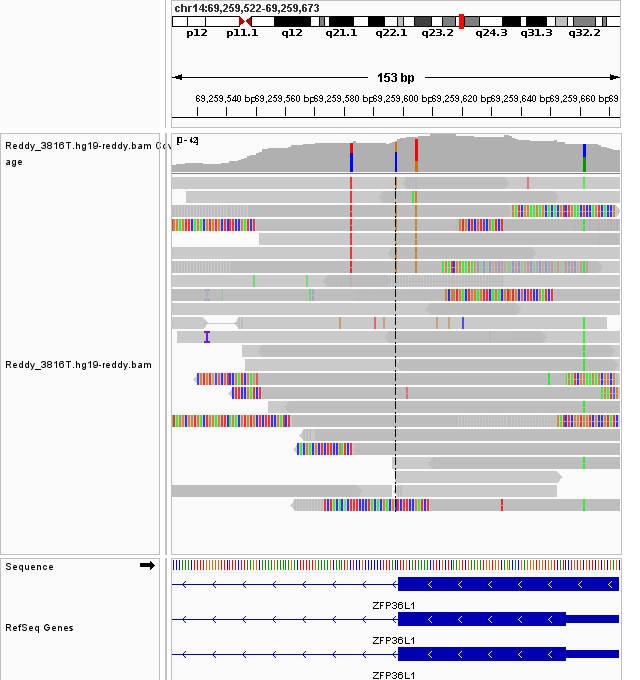 chr14:69,259,522-69,259,673
p12 p11.1 q12 q21.1 q22.1 q23.2 q24.3 q31.3 q32.2
153 bp
69,259,540 bp 69,259,560 bp 69,259,580 bp 69,259,600 bp 69,259,620 bp 69,259,640 bp 69,259,660 bp 69
Reddy_3816T.hg19-reddy.bam Cov
age
[0 - 42]
Reddy_3816T.hg19-reddy.bam
Sequence
ZFP36L1
RefSeq Genes
ZFP36L1
ZFP36L1